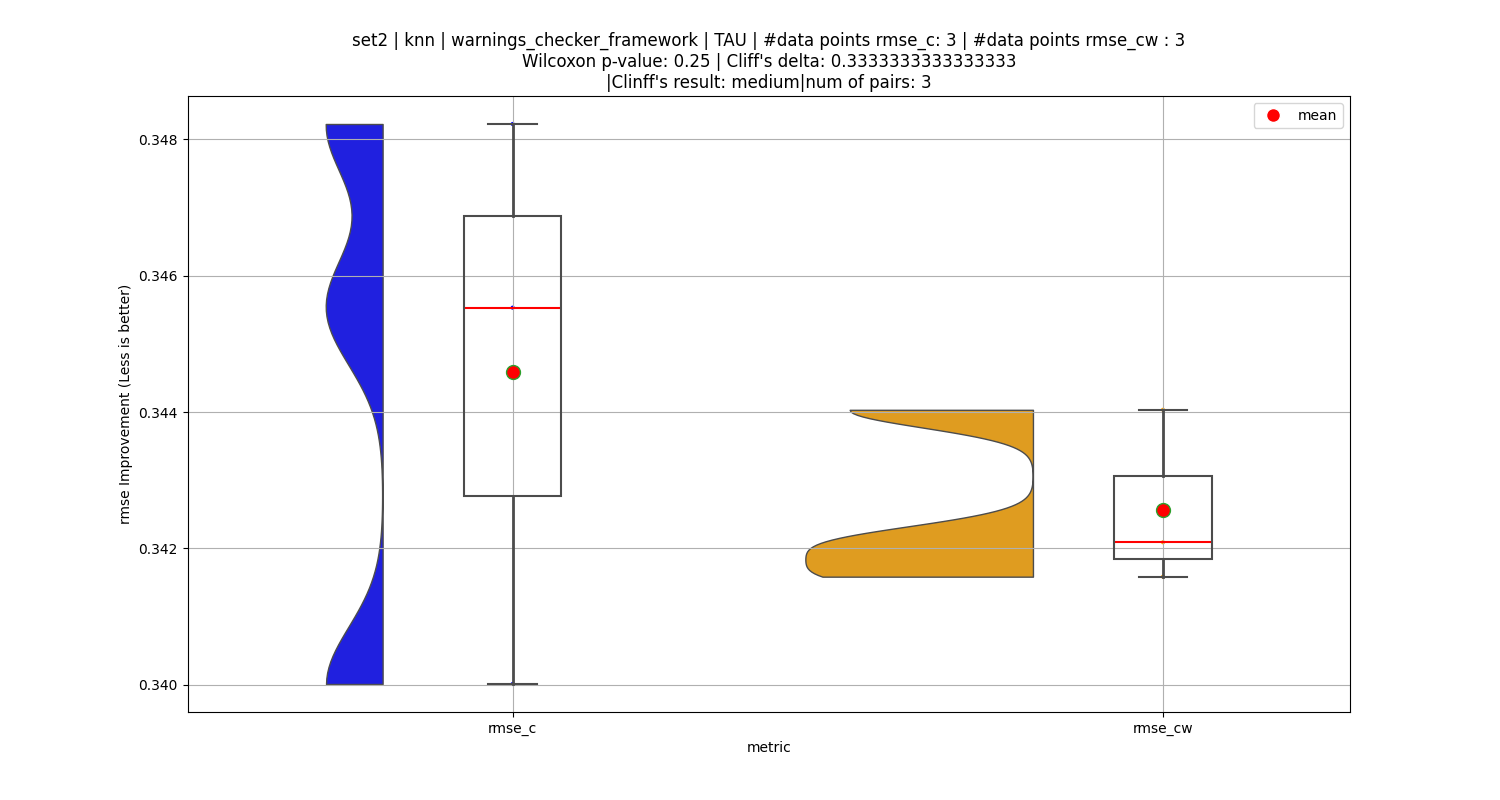 set2 | knn | warnings_checker_framework | TAU | #data points rmse_c: 3 | #data points rmse_cw : 3
Wilcoxon p-value: 0.25 | Cliff's delta: 0.3333333333333333
|Clinff's result: medium|num of pairs: 3
mean
0.348
0.346
0.344
0.342
0.340
rmse Improvement (Less is better)
rmse_c
rmse_cw
metric